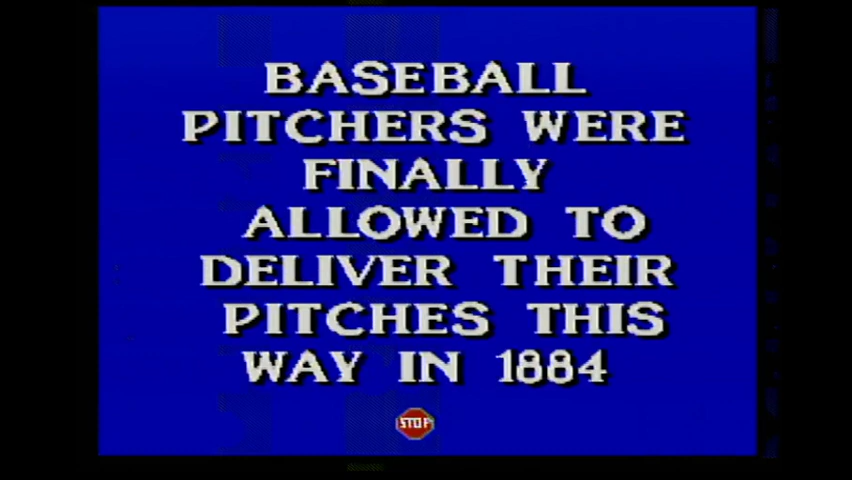 BASEBALL
PITCHERS WERE
FINALLY
ALLOWED TO
DELIVER THEIR
PITCHES THIS
WAY IN 1884
STOP